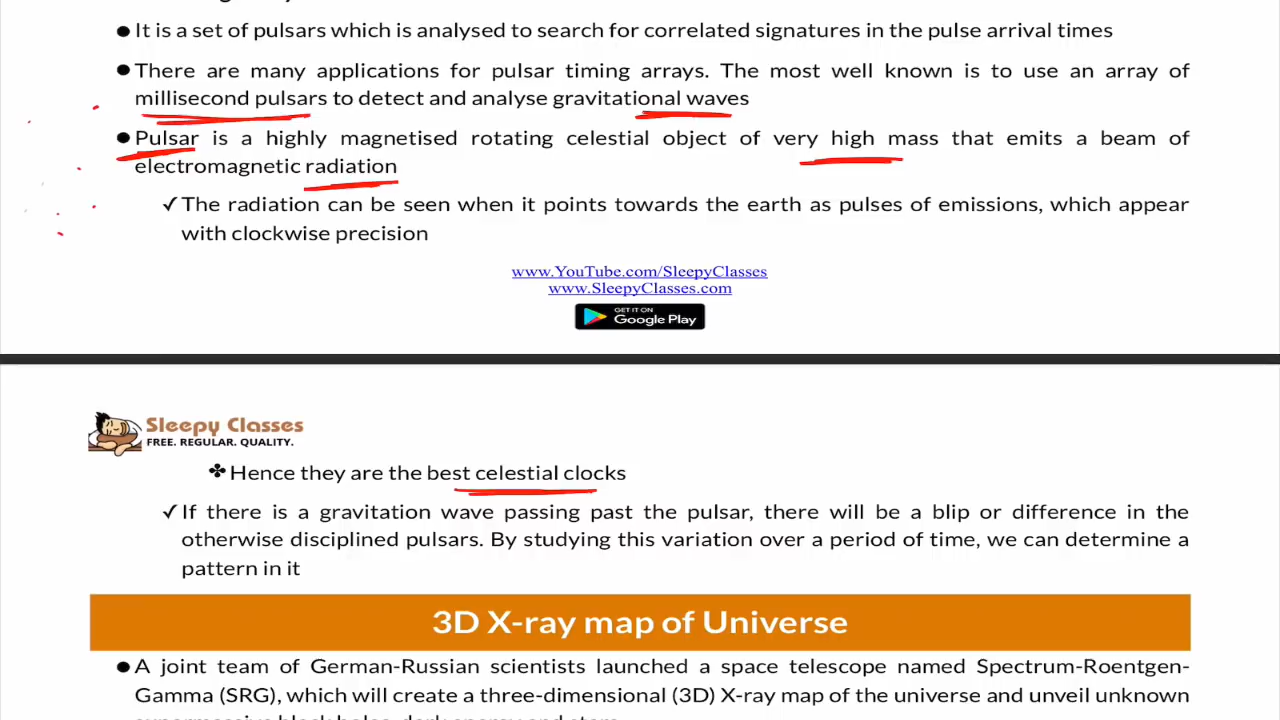 ● It is a set of pulsars which is analysed to search for correlated signatures in the pulse arrival times
● There are many applications for pulsar timing arrays. The most well known is to use an array of
millisecond pulsars to detect and analyse gravitational waves
● Pulsar is a highly magnetised rotating celestial object of very high mass that emits a beam of
electromagnetic radiation
✓ The radiation can be seen when it points towards the earth as pulses of emissions, which appear
with clockwise precision
www.YouTube.com/SleepyClasses
www.SleepyClasses.com
GET IT ON
Google Play
Sleepy Classes
FREE. REGULAR. QUALITY.
✤ Hence they are the best celestial clocks
✓ If there is a gravitation wave passing past the pulsar, there will be a blip or difference in the
otherwise disciplined pulsars. By studying this variation over a period of time, we can determine a
pattern in it
3D X-ray map of Universe
● A joint team of German-Russian scientists launched a space telescope named Spectrum-Roentgen-
Gamma (SRG), which will create a three-dimensional (3D) X-ray map of the universe and unveil unknown